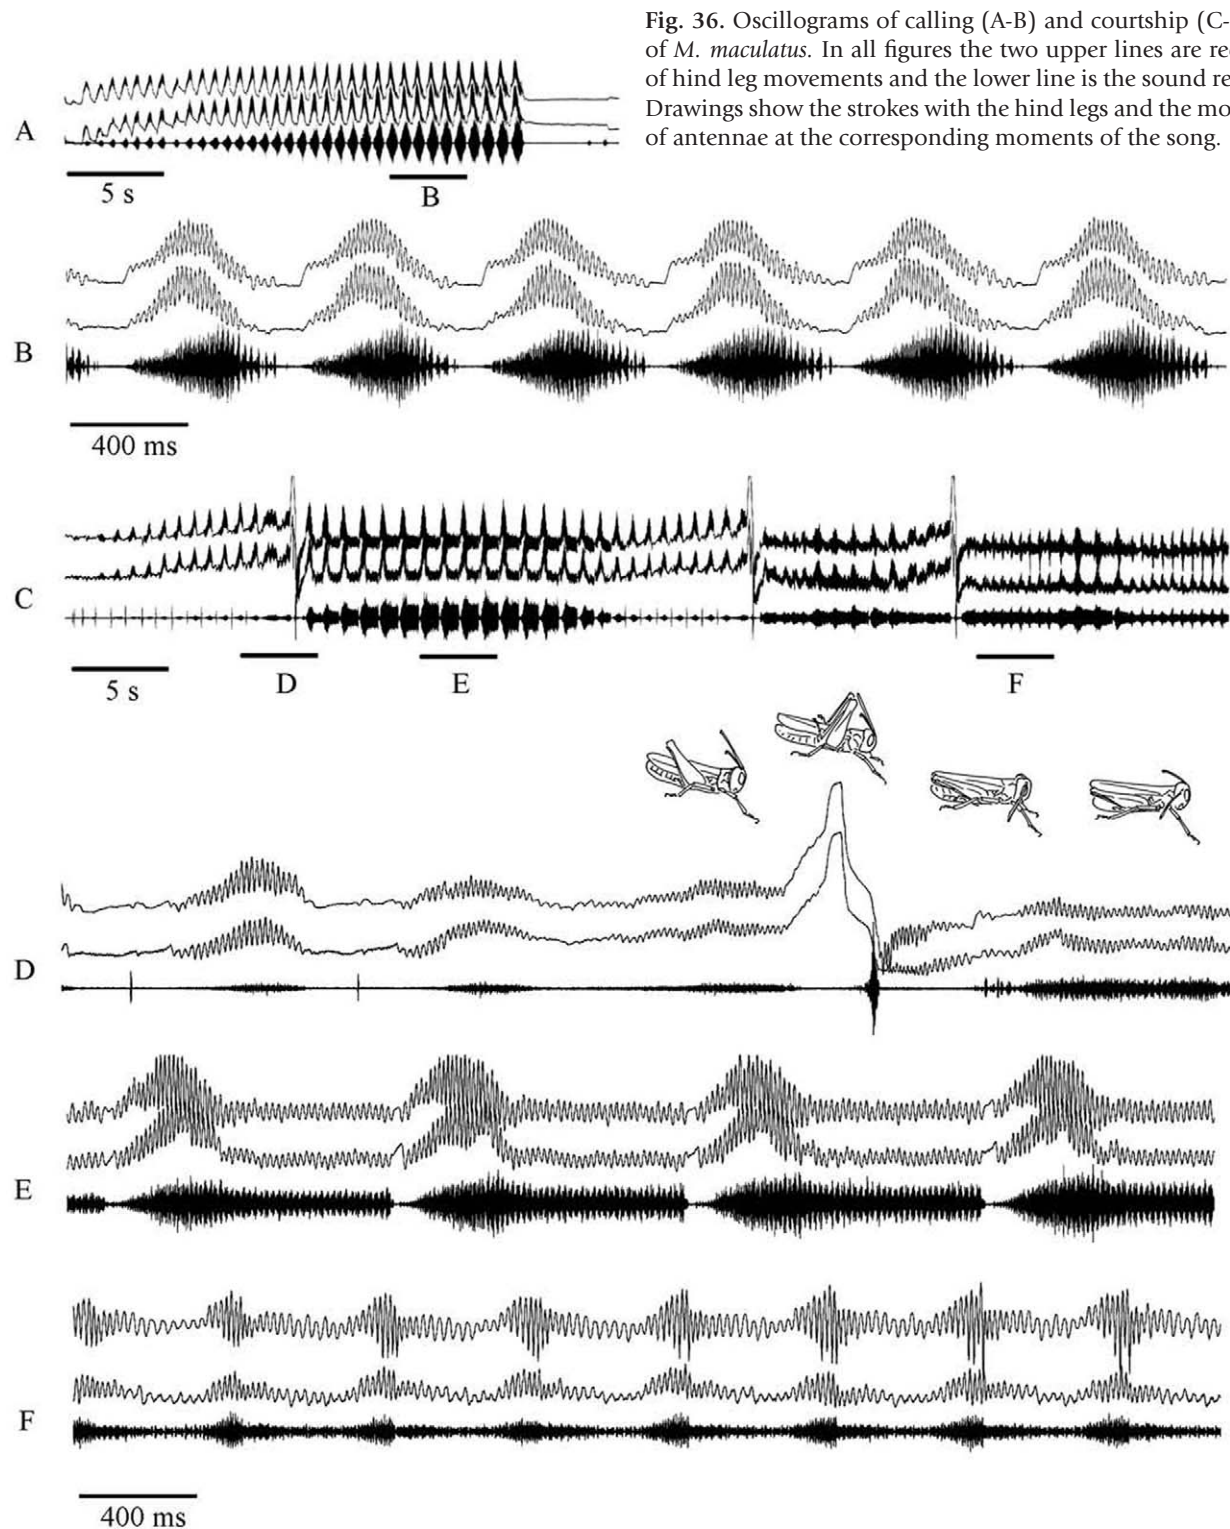 Fig. 36. Oscillograms of calling (A-B) and courtship (C-
of M. maculatus. In all figures the two upper lines are re
of hind leg movements and the lower line is the sound re
Drawings show the strokes with the hind legs and the mo
of antennae at the corresponding moments of the song.
A
5 s
B
B
400 ms
C
5 s
D
E
F
D
E
F
400 ms